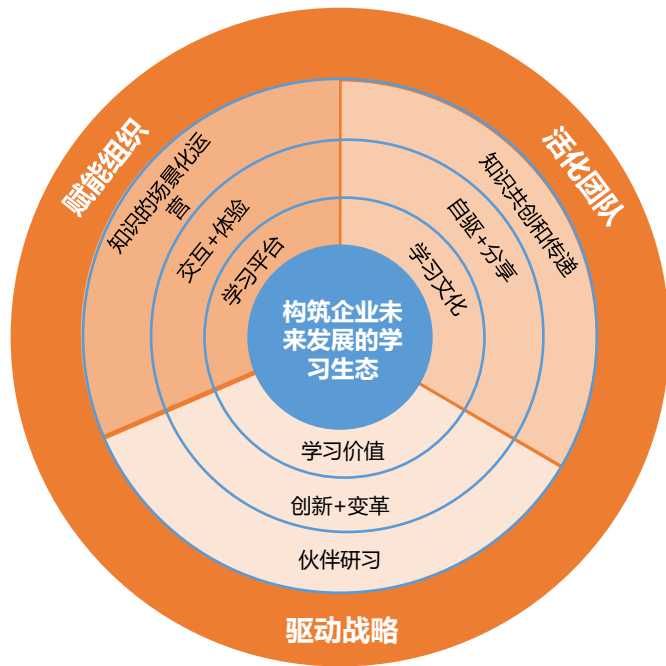 赋能组织
知识的场景化运
营
交互+体验
学习平台
活化团队
知识共创和传递
自驱+分享
学习文化
构筑企业未
来发展的学
习生态
学习价值
创新+变革
伙伴研习
驱动战略